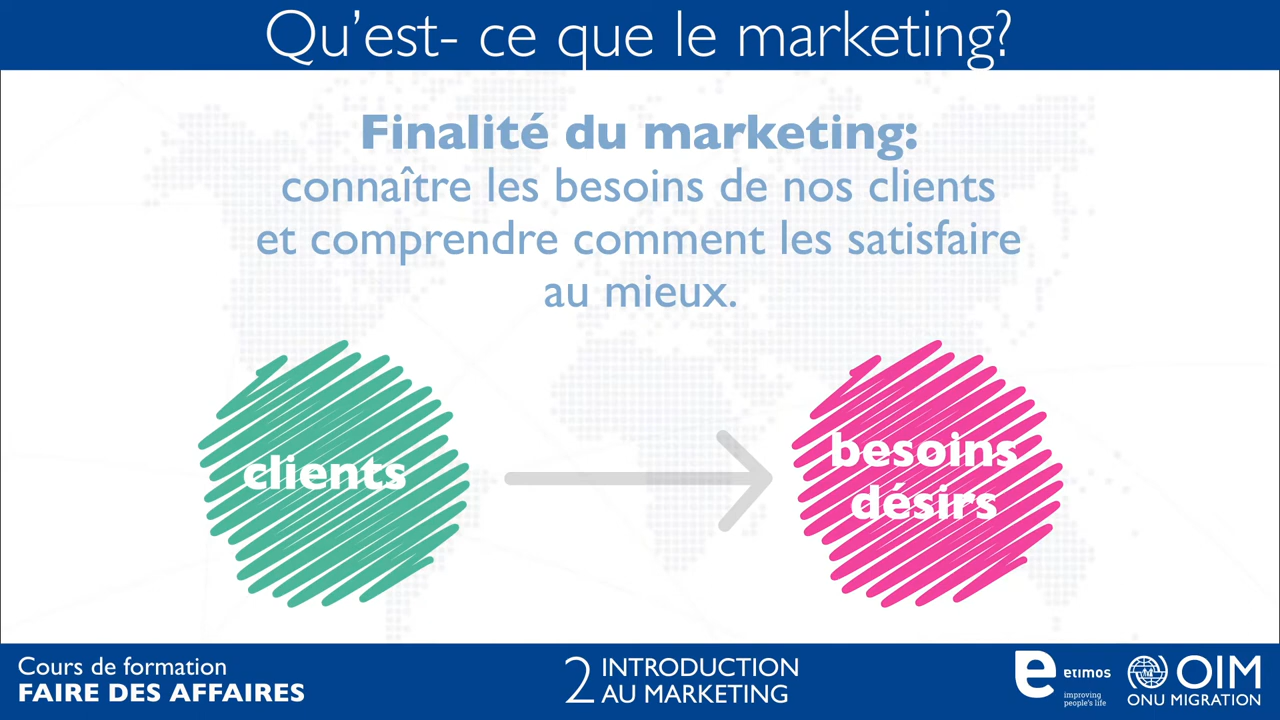 Qu'est- ce que le marketing?
Finalité du marketing:
connaître les besoins de nos clients
et comprendre comment les satisfaire
au mieux.
clients
besoins
désirs
Cours de formation
FAIRE DES AFFAIRES
2 INTRODUCTION
AU MARKETING
e etimos
improving
people's life
OIM
ONU MIGRATION